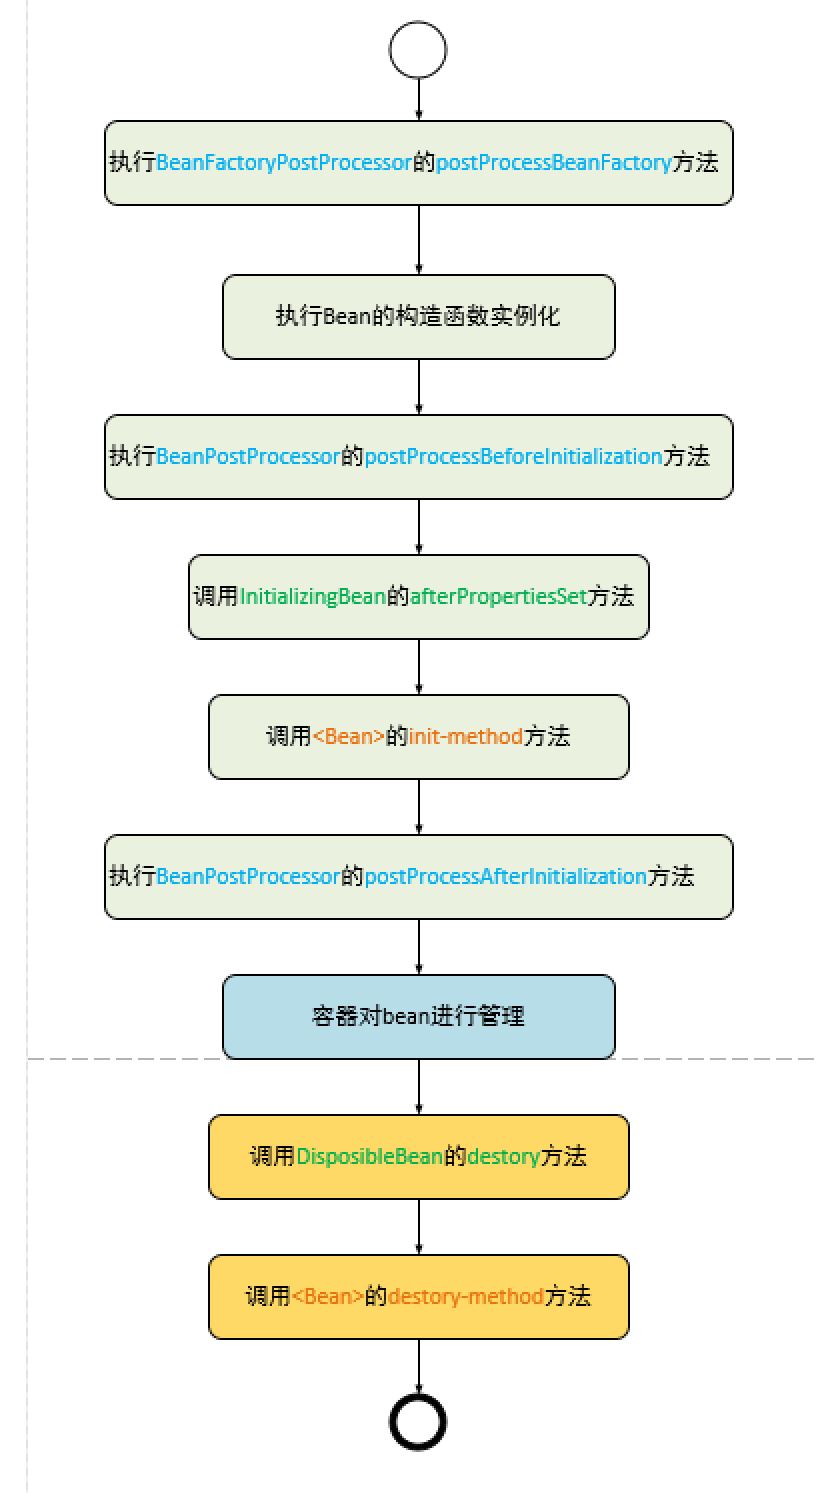 执行BeanFactoryPostProcessor的postProcessBeanFactory方法
执行Bean的构造函数实例化
执行BeanPostProcessor的postProcessBeforeInitialization方法
调用InitializingBean的afterPropertiesSet方法
调用<Bean>的init-method方法
执行BeanPostProcessor的postProcessAfterInitialization方法
容器对bean进行管理
调用DisposibleBean的destory方法
调用<Bean>的destory-method方法